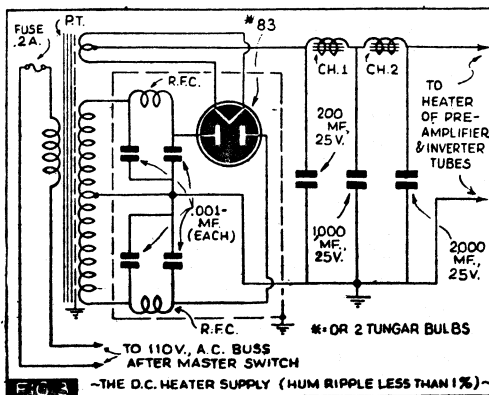 FUSE
.2A.
P.T.
#83
R.F.C.
CH.1
CH.2
TO
HEATER
OF PRE-
AMPLIFIER
& INVERTER
TUBES
200
MF.,
25V.
.001-
MF.
(EACH)
1,000
MF.,
25V.
2,000
MF.,
25V.
R.F.C.
#=OR 2 TUNGAR BULBS
TO 110V., A.C. BUSS
AFTER MASTER SWITCH
FIG. 3 ~THE D.C. HEATER SUPPLY (HUM RIPPLE LESS THAN 1%)~